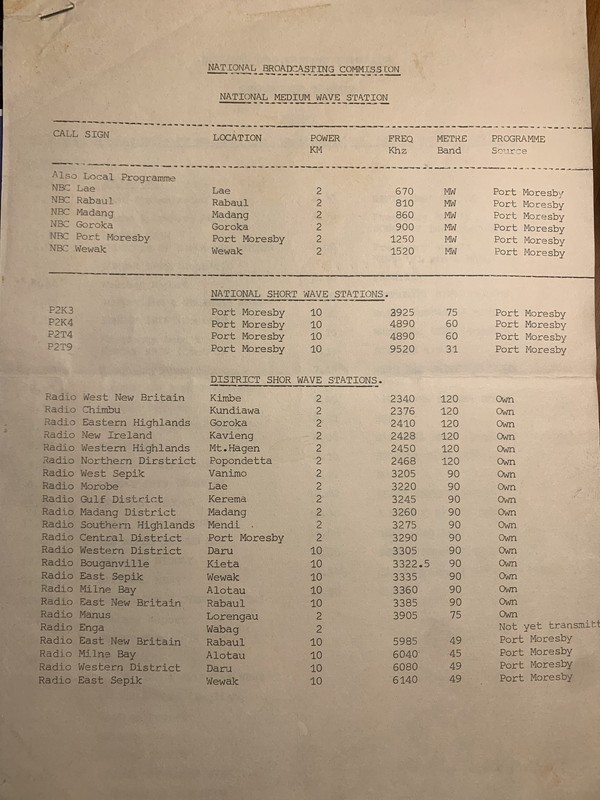 NATIONAL BROADCASTING COMMISSION
NATIONAL MEDIUM WAVE STATION
CALL SIGN LOCATION POWER FREQ METRE PROGRAMME
KM Khz Band Source
Also Local Programme
NBC Lae Lae 2 670 MW Port Moresby
NBC Rabaul Rabaul 2 810 MW Port Moresby
NBC Madang Madang 2 860 MW Port Moresby
NBC Goroka Goroka 2 900 MW Port Moresby
NBC Port Moresby Port Moresby 2 1250 MW Port Moresby
NBC Wewak Wewak 2 1520 MW Port Moresby
NATIONAL SHORT WAVE STATIONS.
P2K3 Port Moresby 10 3925 75 Port Moresby
P2K4 Port Moresby 10 4890 60 Port Moresby
P2T4 Port Moresby 10 4890 60 Port Moresby
P2T9 Port Moresby 10 9520 31 Port Moresby
DISTRICT SHOR WAVE STATIONS.
Radio West New Britain Kimbe 2 2340 120 Own
Radio Chimbu Kundiawa 2 2376 120 Own
Radio Eastern Highlands Goroka 2 2410 120 Own
Radio New Ireland Kavieng 2 2428 120 Own
Radio Western Highlands Mt.Hagen 2 2450 120 Own
Radio Northern Dirstrict Popondetta 2 2468 120 Own
Radio West Sepik Vanimo 2 3205 90 Own
Radio Morobe Lae 2 3220 90 Own
Radio Gulf District Kerema 2 3245 90 Own
Radio Madang District Madang 2 3260 90 Own
Radio Southern Highlands Mendi . 2 3275 90 Own
Radio Central District Port Moresby 2 3290 90 Own
Radio Western District Daru 10 3305 90 Own
Radio Bouganville Kieta 10 3322.5 90 Own
Radio East Sepik Wewak 10 3335 90 Own
Radio Milne Bay Alotau 10 3360 90 Own
Radio East New Britain Rabaul 10 3385 90 Own
Radio Manus Lorengau 2 3905 75 Own
Radio Enga Wabag 2 Not yet transmitt
Radio East New Britain Rabaul 10 5985 49 Port Moresby
Radio Milne Bay Alotau 10 6040 45 Port Moresby
Radio Western District Daru 10 6080 49 Port Moresby
Radio East Sepik Wewak 10 6140 49 Port Moresby